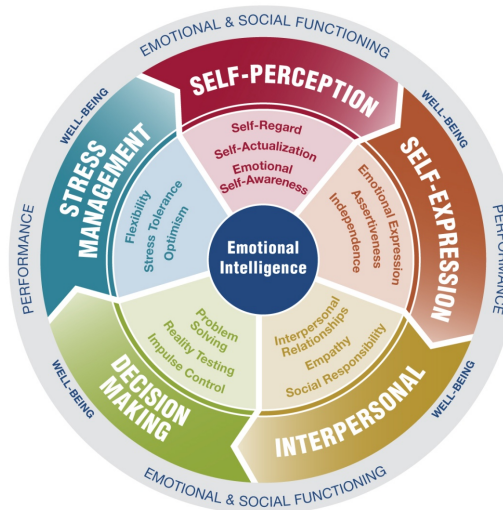 EMOTIONAL & SOCIAL FUNCTIONING
WELL-BEING
WELL-BEING
PERFORMANCE
PERFORMANCE
WELL-BEING
WELL-BEING
EMOTIONAL & SOCIAL FUNCTIONING
SELF-PERCEPTION
Self-Regard
Self-Actualization
Emotional
Self-Awareness
SELF-EXPRESSION
Emotional Expression
Assertiveness
Independence
INTERPERSONAL
Interpersonal
Relationships
Empathy
Social Responsibility
DECISION
MAKING
Problem
Solving
Reality Testing
Impulse Control
STRESS
MANAGEMENT
Flexibility
Stress Tolerance
Optimism
Emotional
Intelligence